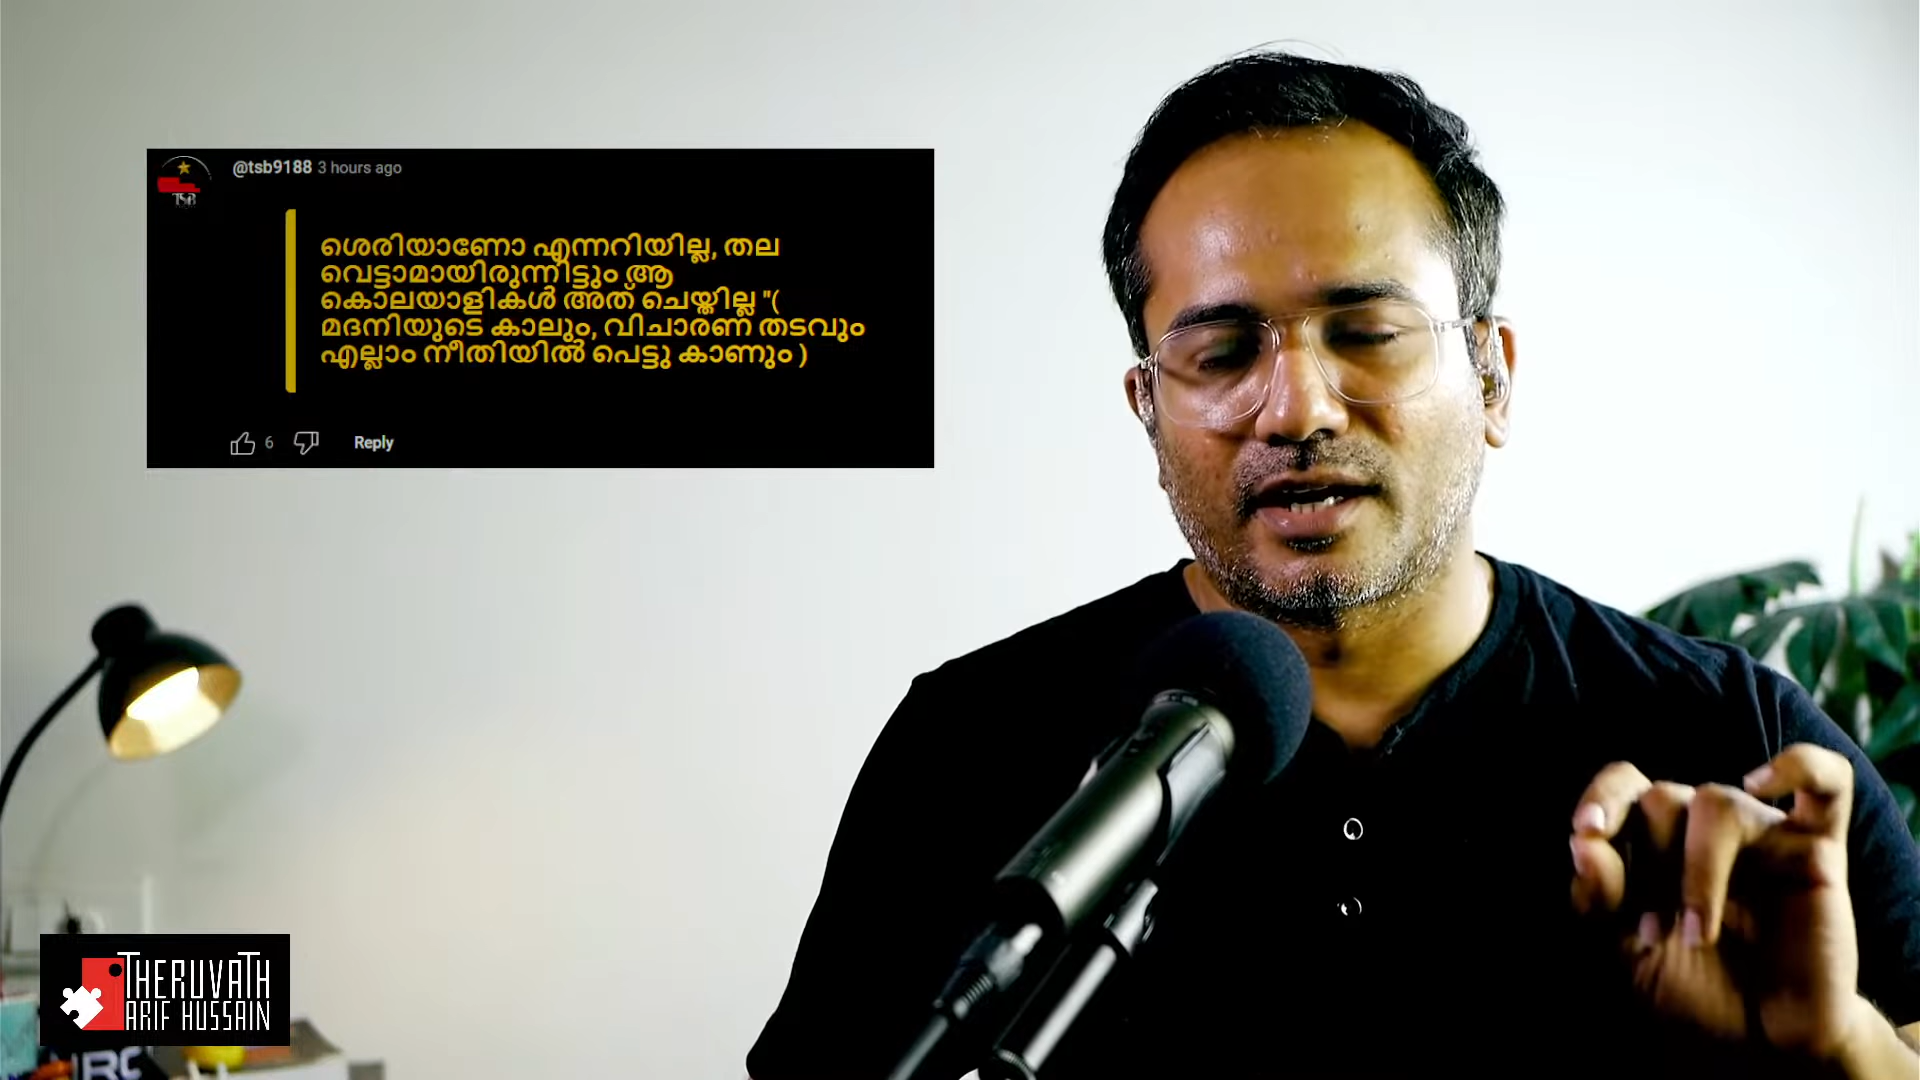 @tsb9188 3 hours ago
TSB
ശെരിയാണോ എന്നറിയില്ല, തല
വെട്ടാമായിരുന്നിട്ടും ആ
കൊലയാളികൾ അത് ചെയ്തില്ല "(
മദനിയുടെ കാലും, വിചാരണ തടവും
എല്ലാം നീതിയിൽ പെട്ടു കാണും )
6
Reply
THERUVATH
ARIF HUSSAIN